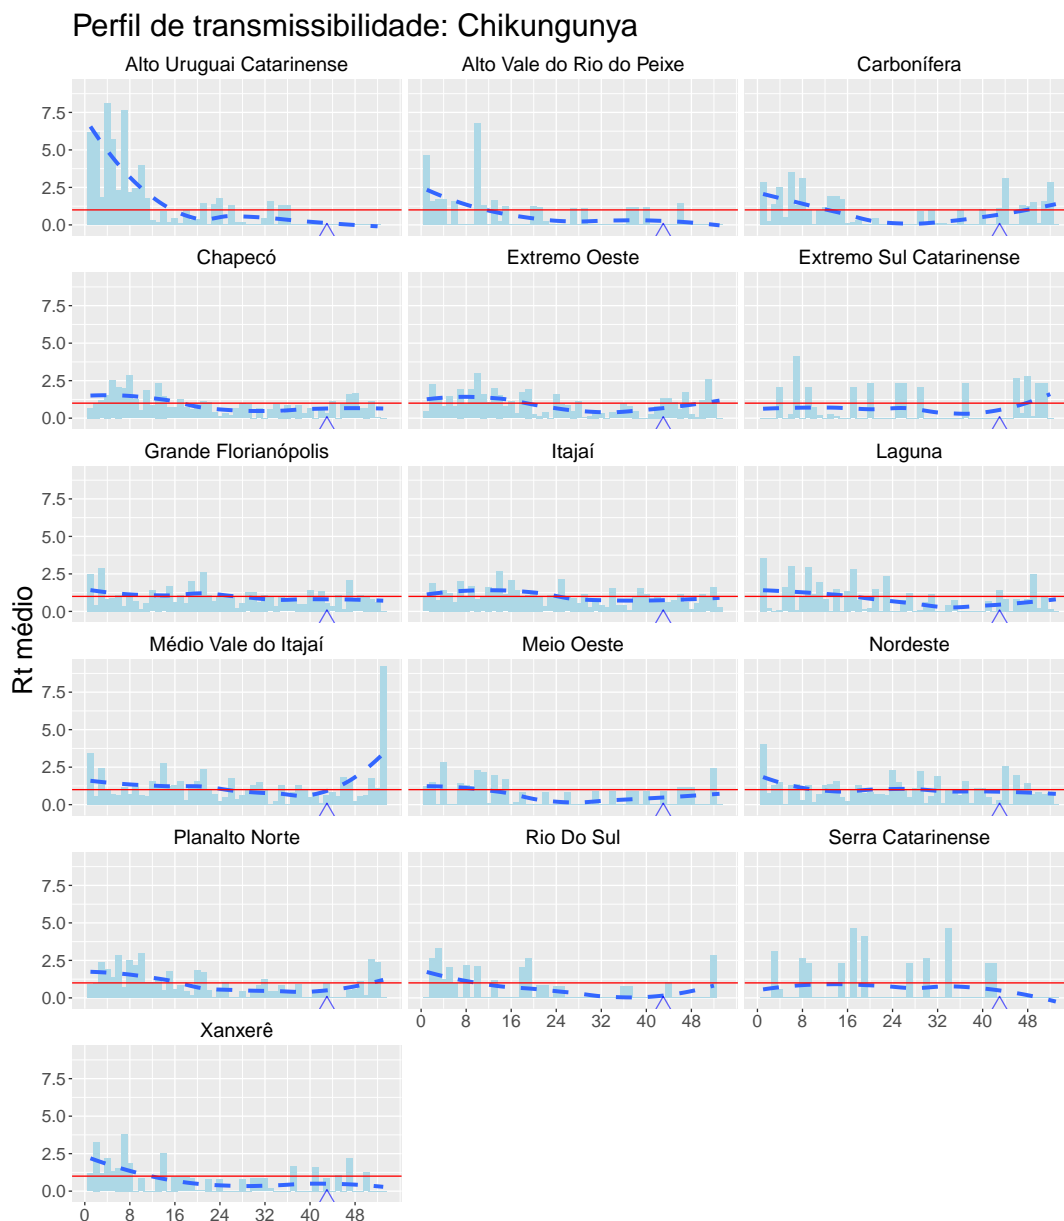 Perfil de transmissibilidade: Chikungunya
Alto Uruguai Catarinense
Alto Vale do Rio do Peixe
Carbonífera
7.5
5.0
2.5
0.0
Chapecó
Extremo Oeste
Extremo Sul Catarinense
7.5
5.0
2.5
0.0
Grande Florianópolis
Itajaí
Laguna
7.5
5.0
2.5
0.0
Rt médio
Médio Vale do Itajaí
Meio Oeste
Nordeste
7.5
5.0
2.5
0.0
Planalto Norte
Rio Do Sul
Serra Catarinense
7.5
5.0
2.5
0.0
0 8 16 24 32 40 48
0 8 16 24 32 40 48
Xanxerê
7.5
5.0
2.5
0.0
0 8 16 24 32 40 48